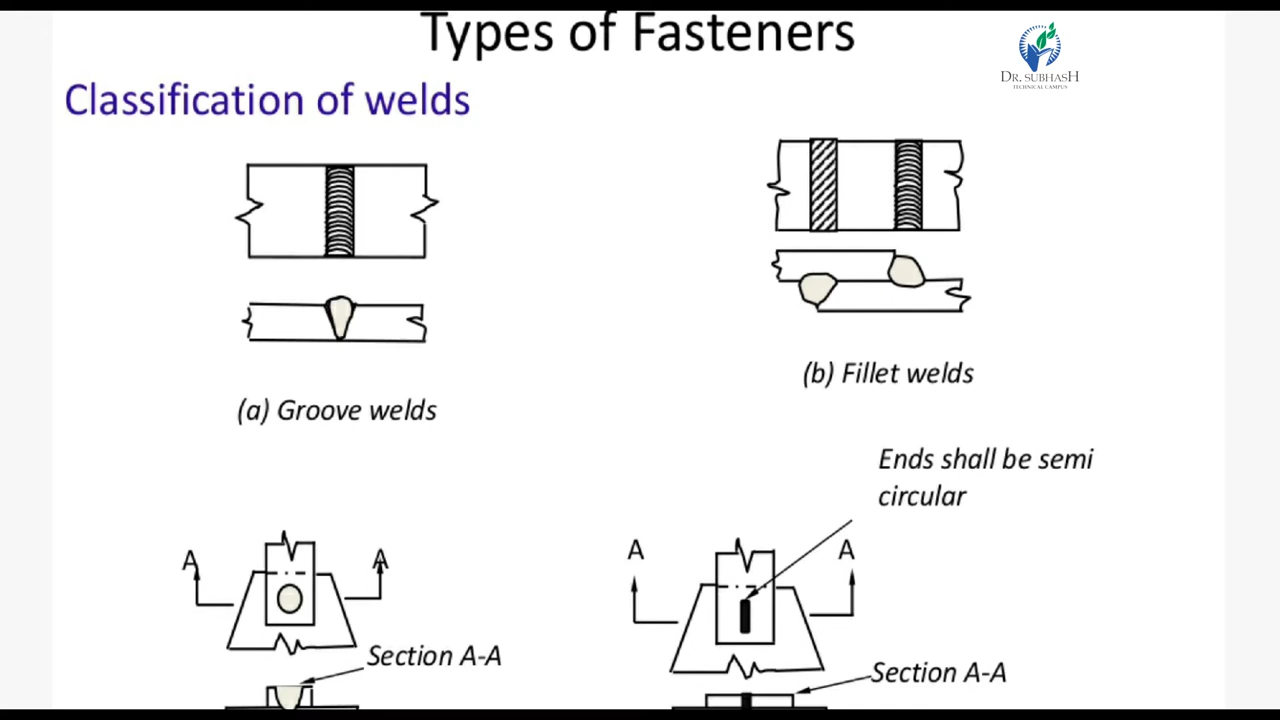 Types of Fasteners
DR. SUBHASH
TECHNICAL CAMPUS
Classification of welds
(a) Groove welds
(b) Fillet welds
Ends shall be semi
circular
A
A
A
A
Section A-A
Section A-A